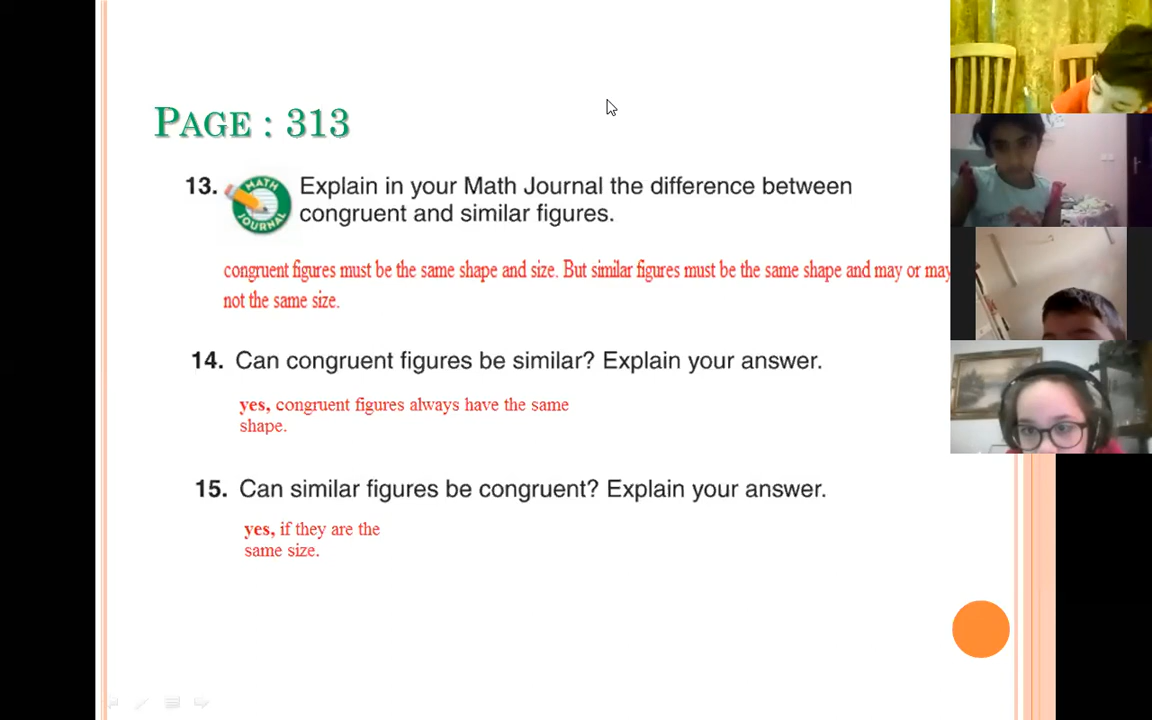 PAGE : 313
13. MATH JOURNAL Explain in your Math Journal the difference between
congruent and similar figures.
congruent figures must be the same shape and size. But similar figures must be the same shape and may or may
not the same size.
14. Can congruent figures be similar? Explain your answer.
yes, congruent figures always have the same
shape.
15. Can similar figures be congruent? Explain your answer.
yes, if they are the
same size.